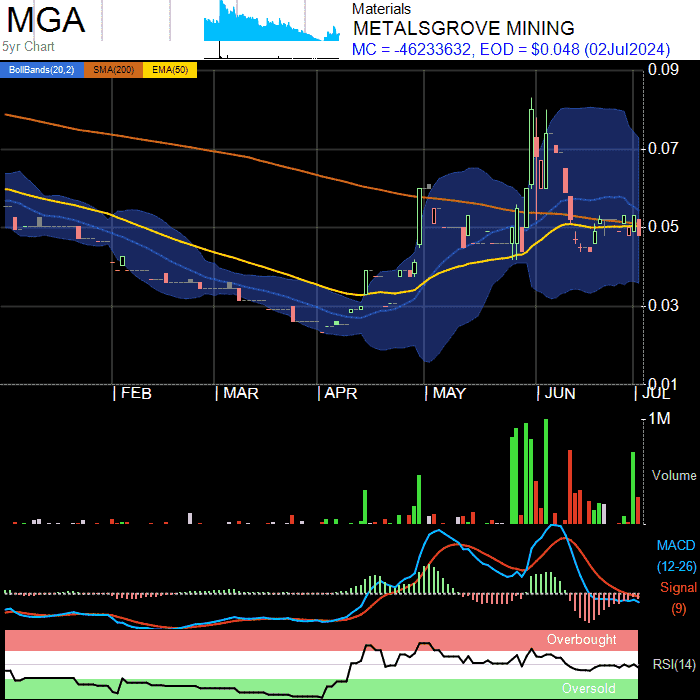 MGA
5yr Chart
Materials
METALSGROVE MINING
MC = -46233632, EOD = $0.048 (02Jul2024)
BollBands(20,2) SMA(200) EMA(50)
0.09
0.07
0.05
0.03
0.01
FEB MAR APR MAY JUN JUL
1M
Volume
MACD
(12-26)
Signal
(9)
Overbought
RSI(14)
Oversold